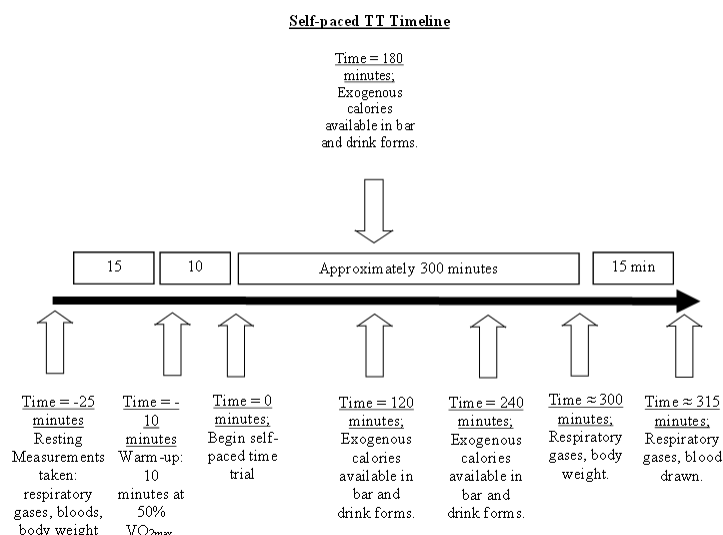 Self-paced TT Timeline
Time = 180
minutes;
Exogenous
calories
available in bar
and drink forms.
15
10
Approximately 300 minutes
15 min
Time = -25
minutes
Resting
Measurements
taken:
respiratory
gases, bloods,
body weight
Time = -
10
minutes
Warm-up:
10
minutes at
50%
VO2max
Time = 0
minutes;
Begin self-
paced time
trial
Time = 120
minutes;
Exogenous
calories
available in
bar and
drink forms.
Time = 240
minutes;
Exogenous
calories
available in
bar and
drink forms.
Time ≈ 300
minutes;
Respiratory
gases, body
weight.
Time ≈ 315
minutes;
Respiratory
gases, blood
drawn.